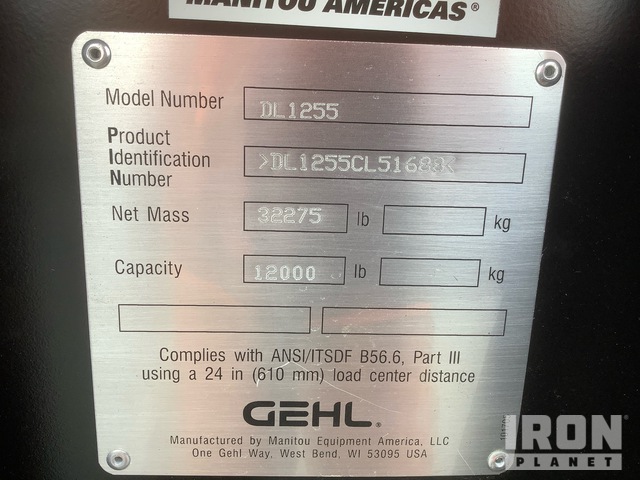 MANITOU AMERICAS®
Model Number DL1255
Product
Identification
Number
Net Mass 32275 lb kg
Capacity 12000 lb kg
Complies with ANSI/ITSDF B56.6, Part III
using a 24 in (610 mm) load center distance
GEHL®
Manufactured by Manitou Equipment America, LLC
One Gehl Way, West Bend, WI 53095 USA
IRON
PLANET